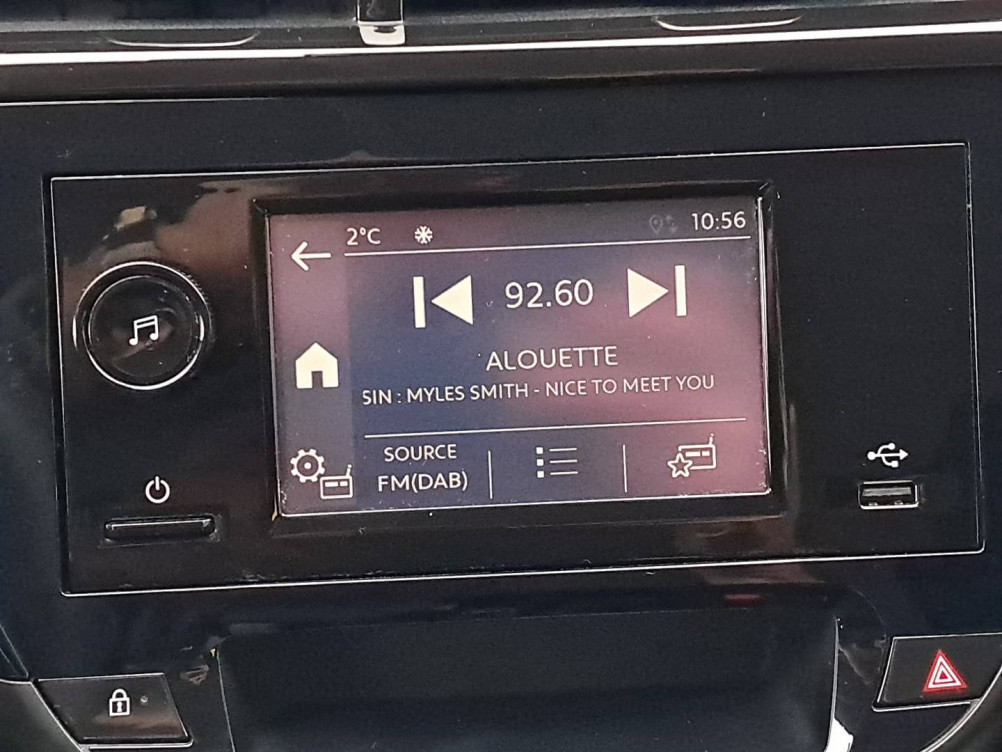 2°C 10:56
92.60
ALOUETTE
SIN : MYLES SMITH - NICE TO MEET YOU
SOURCE
FM(DAB)